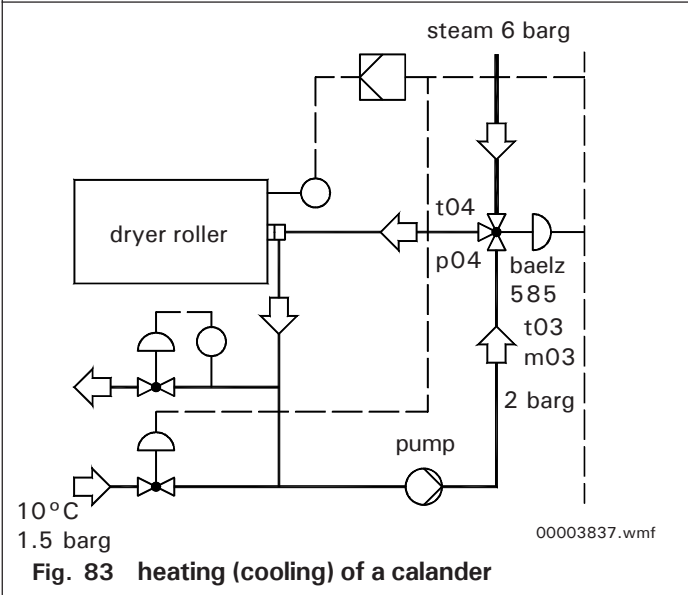 steam 6 barg
t04
dryer roller
p04
baelz
585
t03
m03
2 barg
pump
10°C
1.5 barg
00003837.wmf
Fig. 83 heating (cooling) of a calander